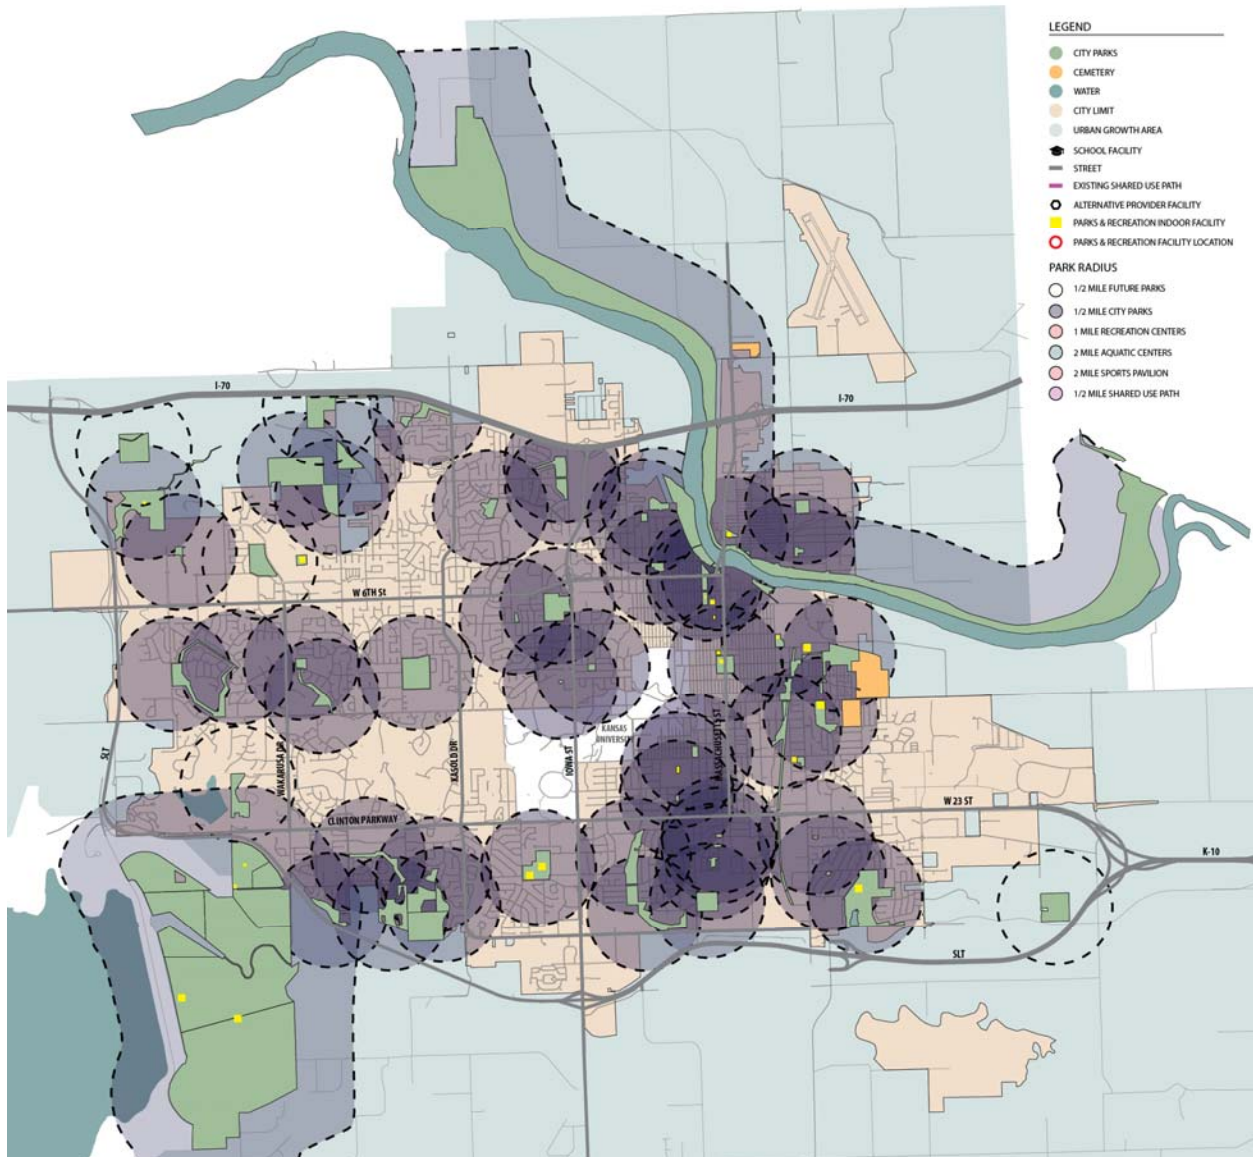 LEGEND
CITY PARKS
CEMETERY
WATER
CITY LIMIT
URBAN GROWTH AREA
SCHOOL FACILITY
STREET
EXISTING SHARED USE PATH
ALTERNATIVE PROVIDER FACILITY
PARKS & RECREATION INDOOR FACILITY
PARKS & RECREATION FACILITY LOCATION
PARK RADIUS
1/2 MILE FUTURE PARKS
1/2 MILE CITY PARKS
1 MILE RECREATION CENTERS
2 MILE AQUATIC CENTERS
2 MILE SPORTS PAVILION
1/2 MILE SHARED USE PATH
I-70
I-70
W 6TH St
KANSAS
UNIVERSITY
SLT
WAKARUSA DR
KASOLD DR
IOWA ST
MASSACHUSETTS ST
W 23 ST
CLINTON PARKWAY
K-10
SLT